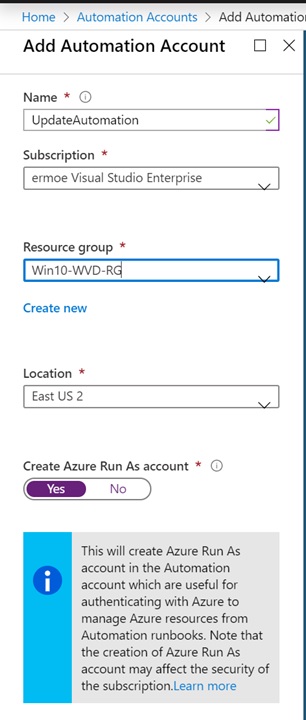 Home > Automation Accounts > Add Automatio
Add Automation Account
Name *
UpdateAutomation
Subscription *
ermoe Visual Studio Enterprise
Resource group *
Win10-WVD-RG
Create new
Location *
East US 2
Create Azure Run As account *
Yes No
This will create Azure Run As
account in the Automation
account which are useful for
authenticating with Azure to
manage Azure resources from
Automation runbooks. Note that
the creation of Azure Run As
account may affect the security of
the subscription.Learn more